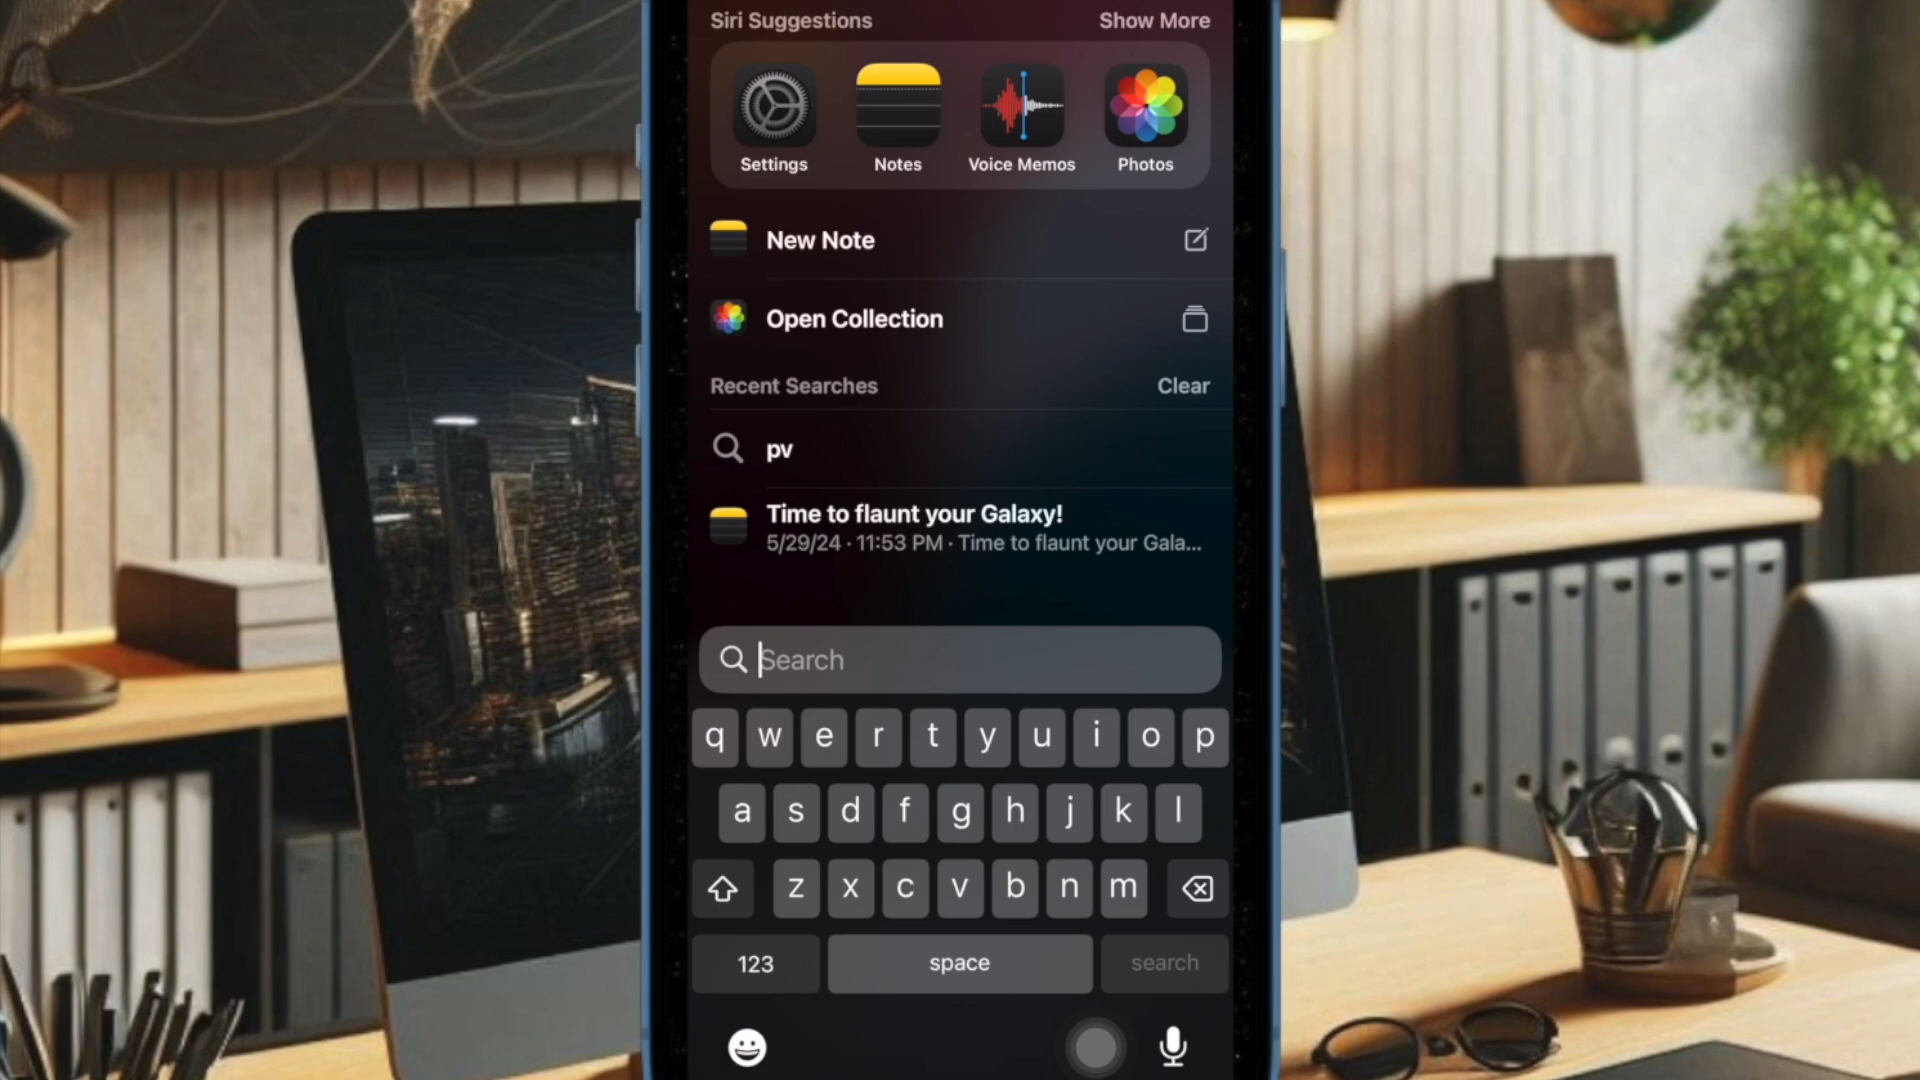 Siri Suggestions Show More
Settings Notes Voice Memos Photos
New Note
Open Collection
Recent Searches Clear
pv
Time to flaunt your Galaxy!
5/29/24 · 11:53 PM · Time to flaunt your Gala...
Search
q w e r t y u i o p
a s d f g h j k l
z x c v b n m
123 space search